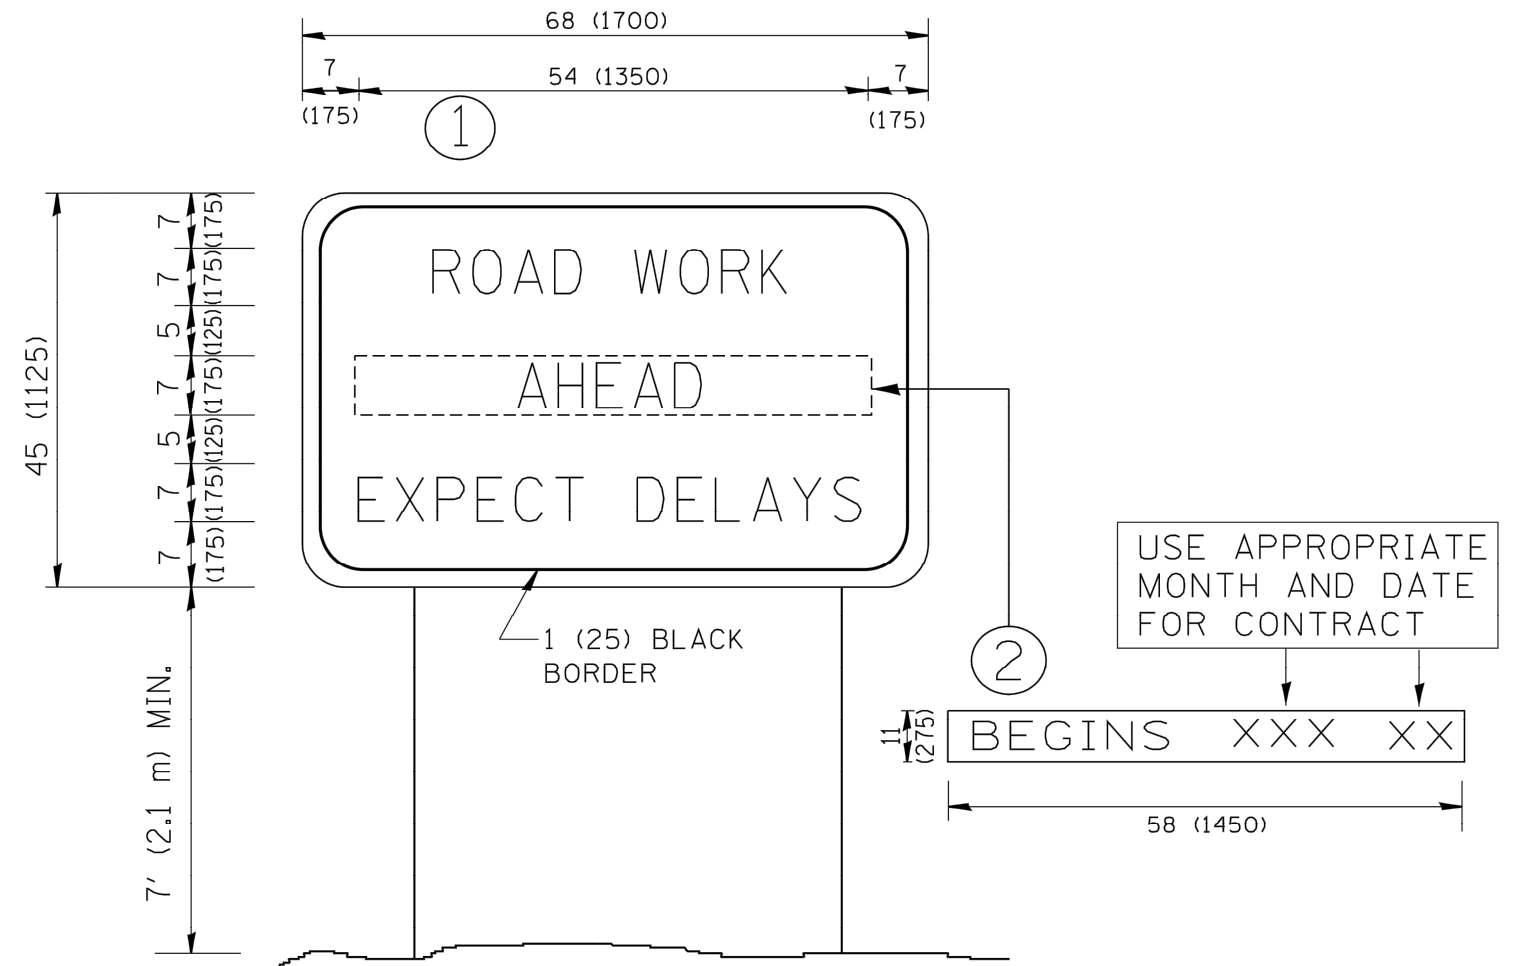 68 (1700)
7
54 (1350)
7
(175)
(175)
1
7
(175)
7
(175)
5
(125)
7
(175)
5
(125)
7
(175)
7
(175)
45 (1125)
ROAD WORK
AHEAD
EXPECT DELAYS
1 (25) BLACK
BORDER
7' (2.1 m) MIN.
2
USE APPROPRIATE
MONTH AND DATE
FOR CONTRACT
11
(275)
BEGINS XXX XX
58 (1450)